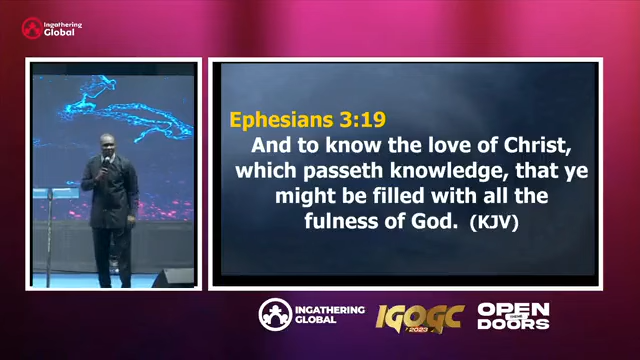 Ingathering
Global
Ephesians 3:19
And to know the love of Christ,
which passeth knowledge, that ye
might be filled with all the
fulness of God. (KJV)
INGATHERING
GLOBAL
IGOGC
2023
OPEN
DOORS